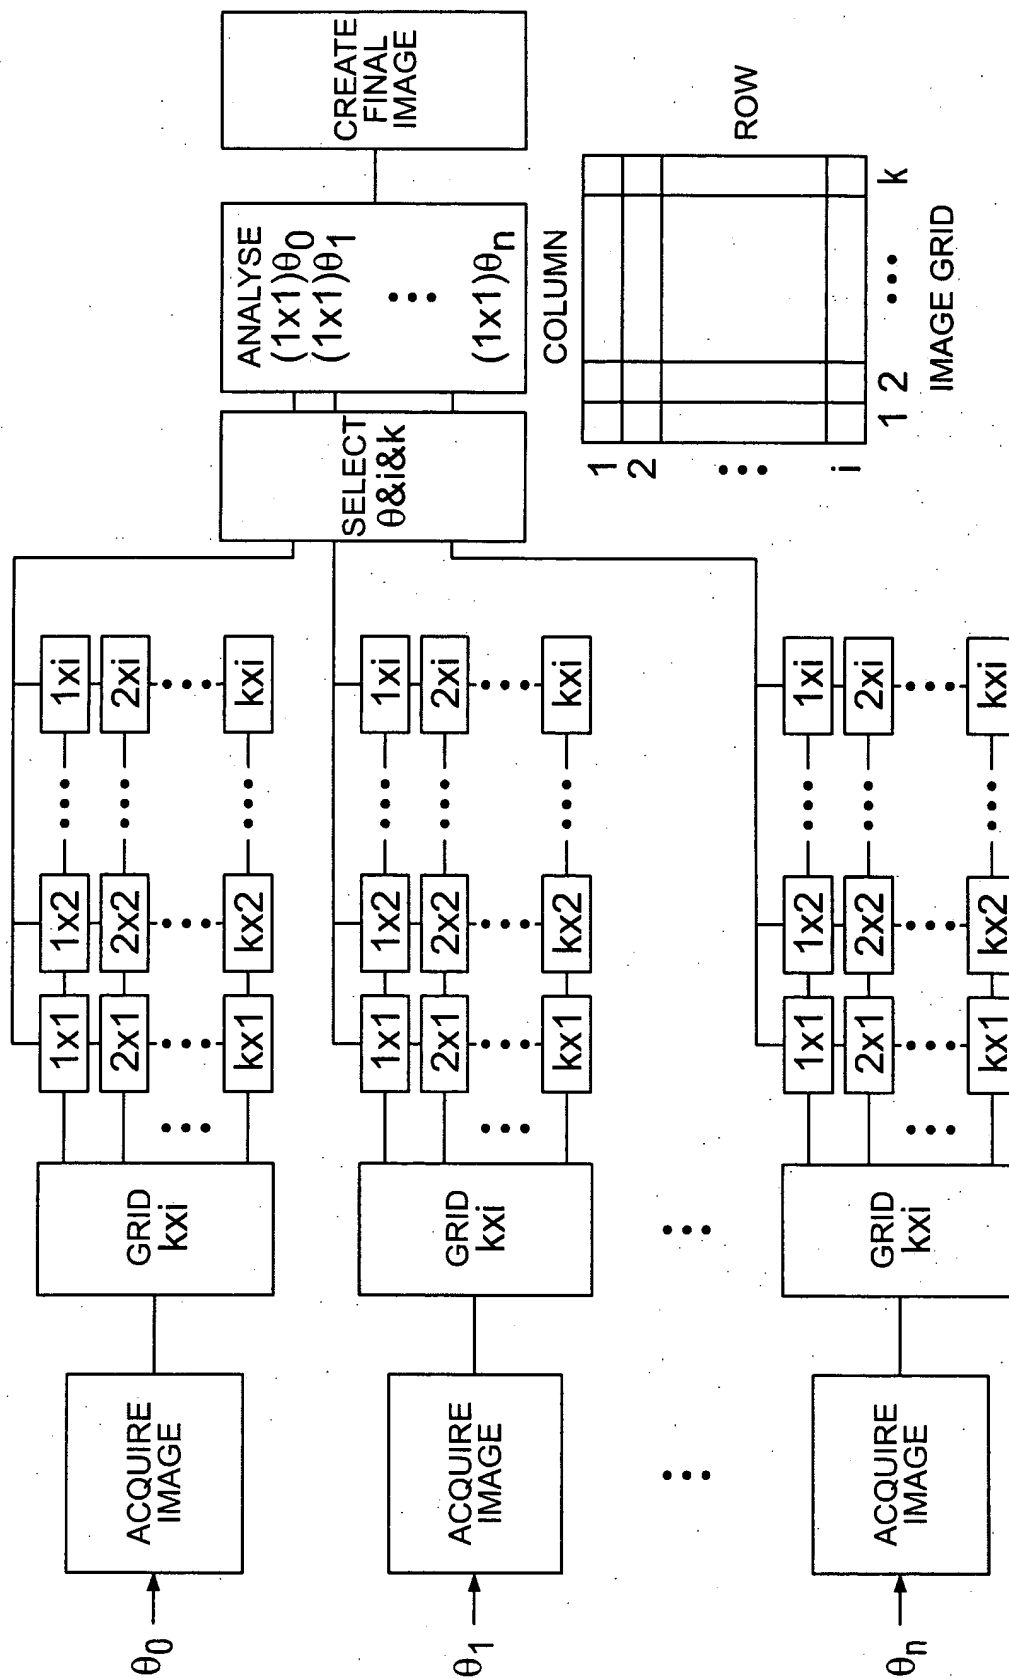 θ0
ACQUIRE
IMAGE
GRID
kxi
1x1
1x2
1xi
2x1
2x2
2xi
kx1
kx2
kxi
θ1
ACQUIRE
IMAGE
GRID
kxi
1x1
1x2
1xi
2x1
2x2
2xi
kx1
kx2
kxi
θn
ACQUIRE
IMAGE
GRID
kxi
1x1
1x2
1xi
2x1
2x2
2xi
kx1
kx2
kxi
SELECT
θ&i&k
ANALYSE
(1x1)θ0
(1x1)θ1
(1x1)θn
CREATE
FINAL
IMAGE
COLUMN
ROW
1
2
i
1 2 k
IMAGE GRID